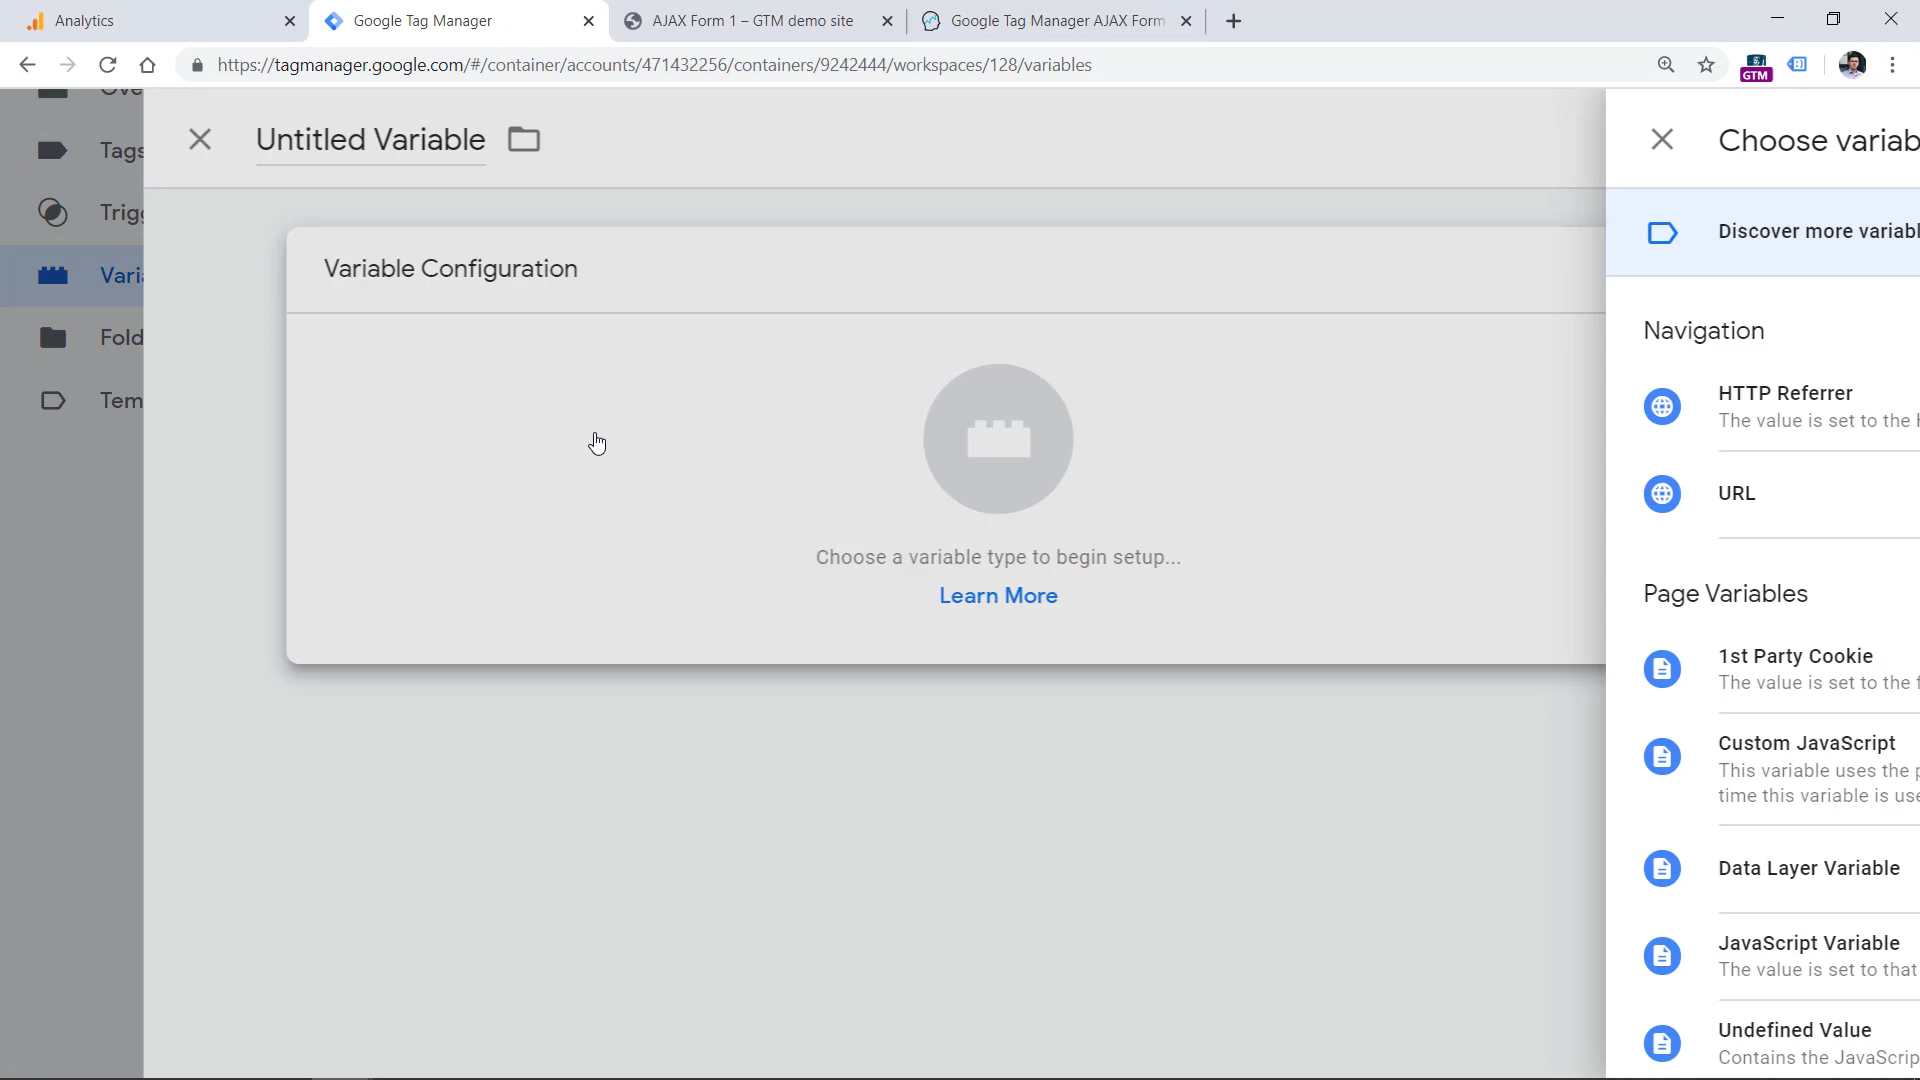 Analytics
Google Tag Manager
AJAX Form 1 – GTM demo site
Google Tag Manager AJAX Form
https://tagmanager.google.com/#/container/accounts/471432256/containers/9242444/workspaces/128/variables
GTM
Ove
Tags
Trigg
Varia
Fold
Tem
Untitled Variable
Variable Configuration
Choose a variable type to begin setup...
Learn More
Choose variab
Discover more variabl
Navigation
HTTP Referrer
The value is set to the H
URL
Page Variables
1st Party Cookie
The value is set to the f
Custom JavaScript
This variable uses the p
time this variable is use
Data Layer Variable
JavaScript Variable
The value is set to that
Undefined Value
Contains the JavaScrip